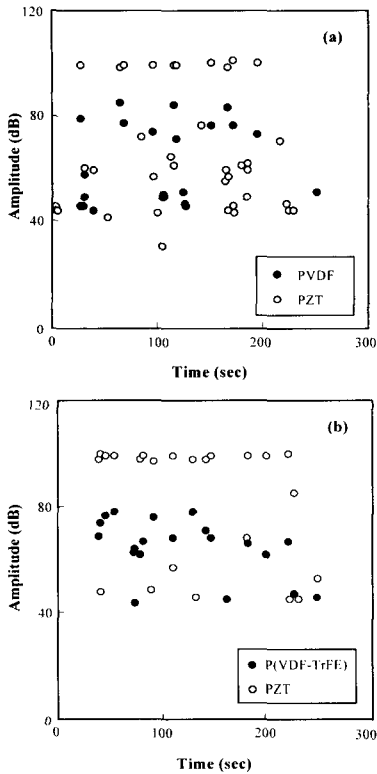 120
(a)
80
40
0
Amplitude (dB)
PVDF
PZT
0
100
200
300
Time (sec)
120
(b)
80
40
0
Amplitude (dB)
P(VDF-TrFE)
PZT
0
100
200
300
Time (sec)